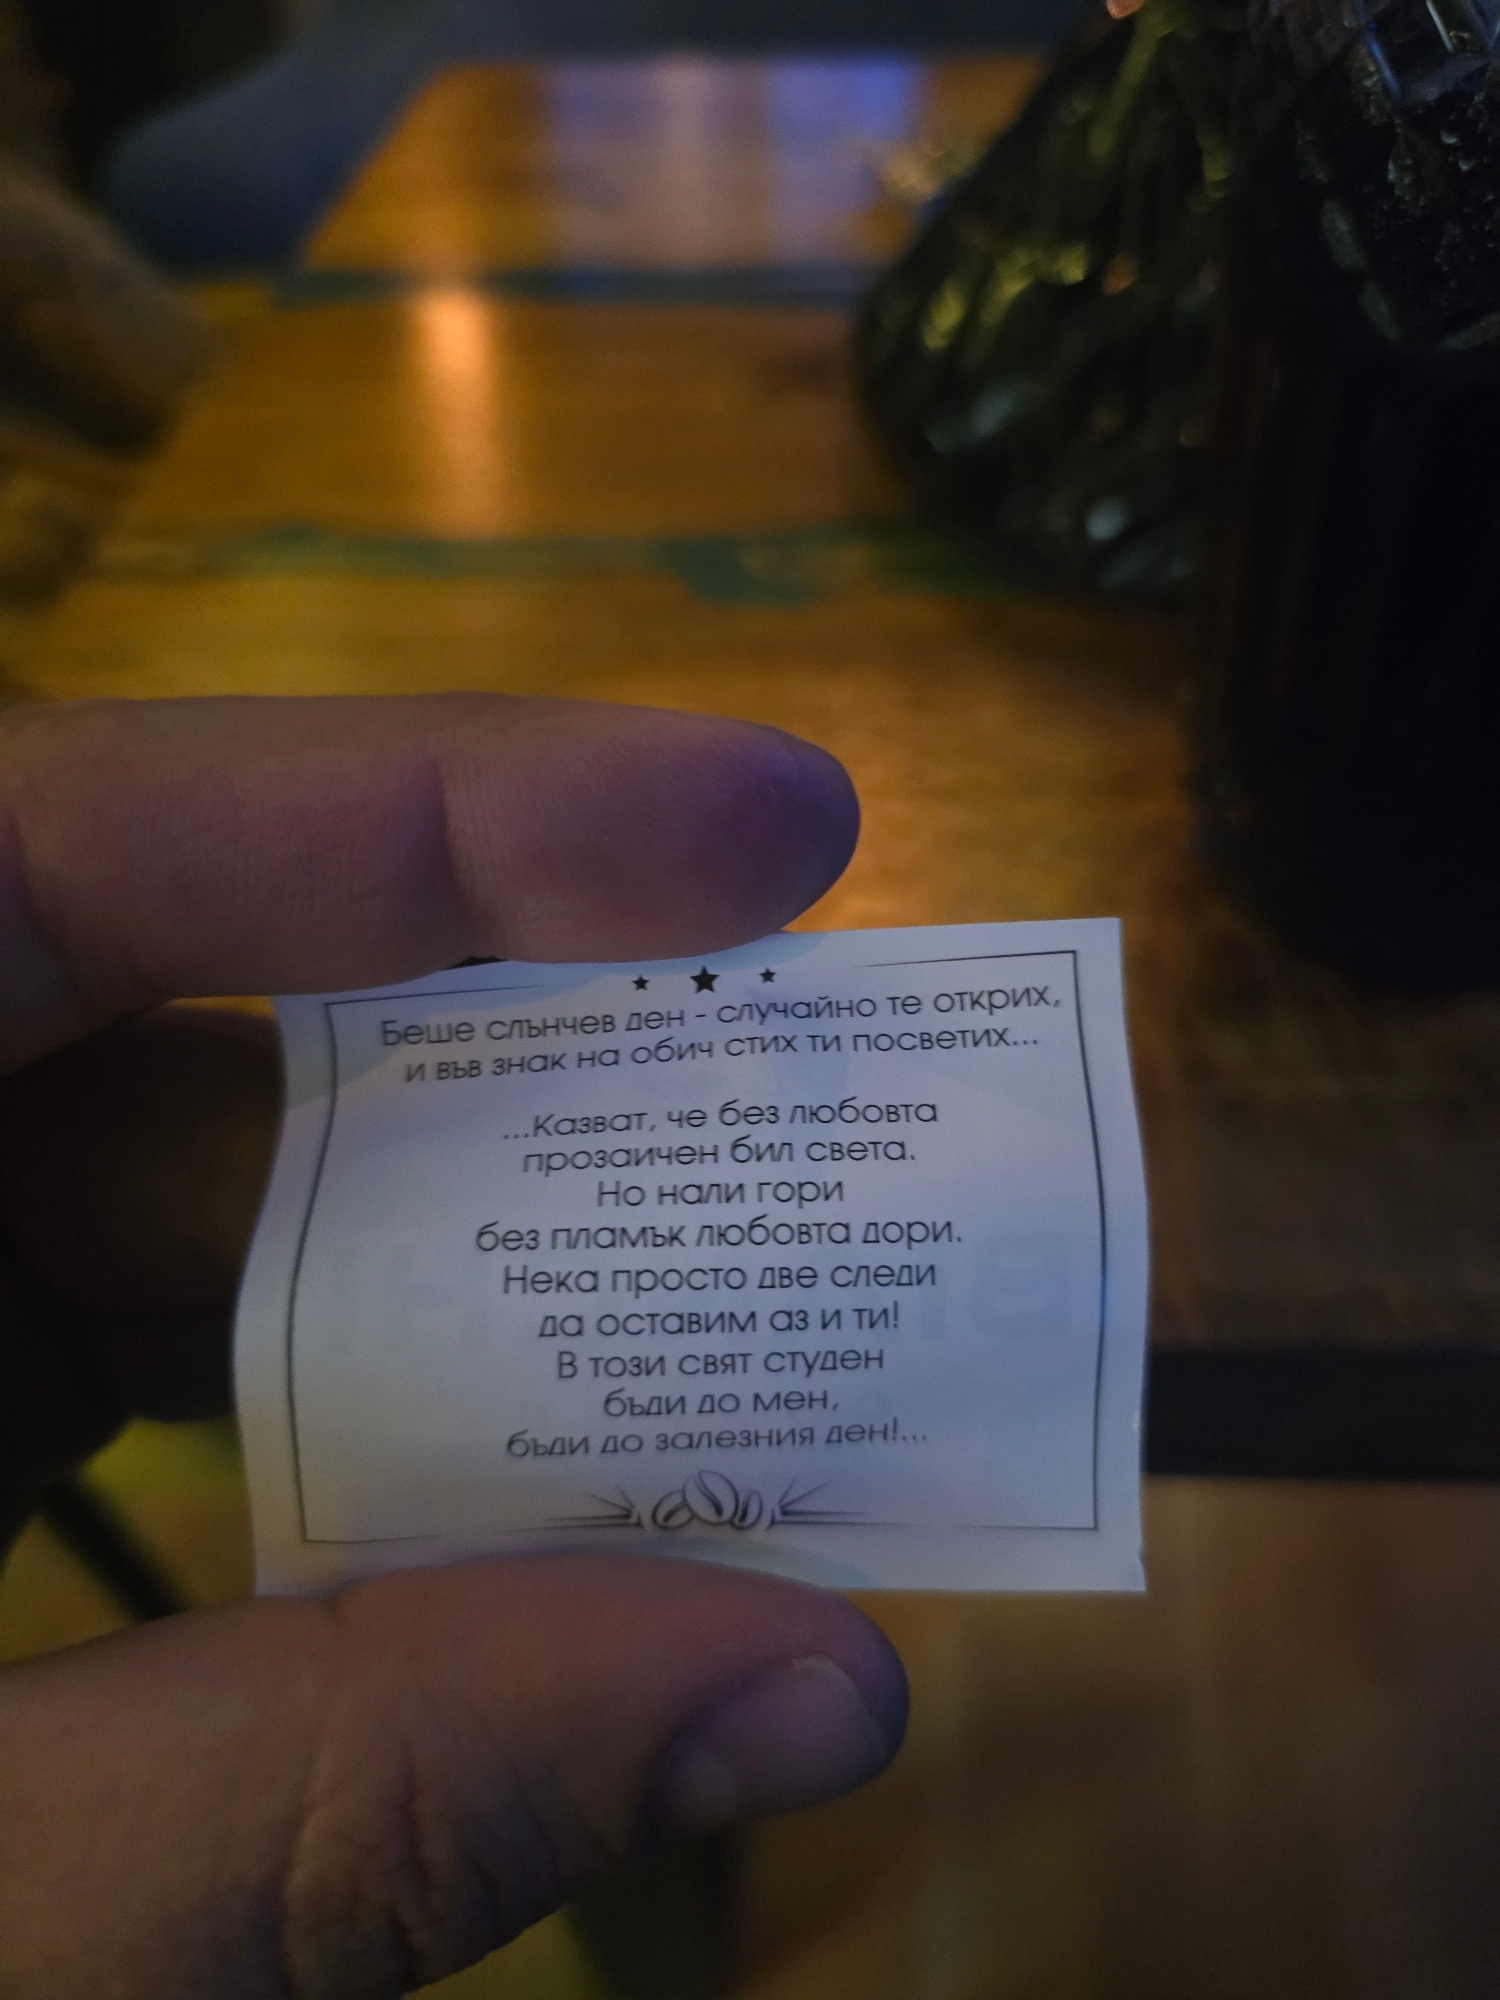 Беше слънчев ден - случайно те открих,
и във знак на обич стих ти посветих...
...Казват, че без любовта
прозаичен бил света.
Но нали гори
без пламък любовта дори.
Нека просто две следи
да оставим аз и ти!
В този свят студен
бъди до мен,
бъди до залезния ден!...